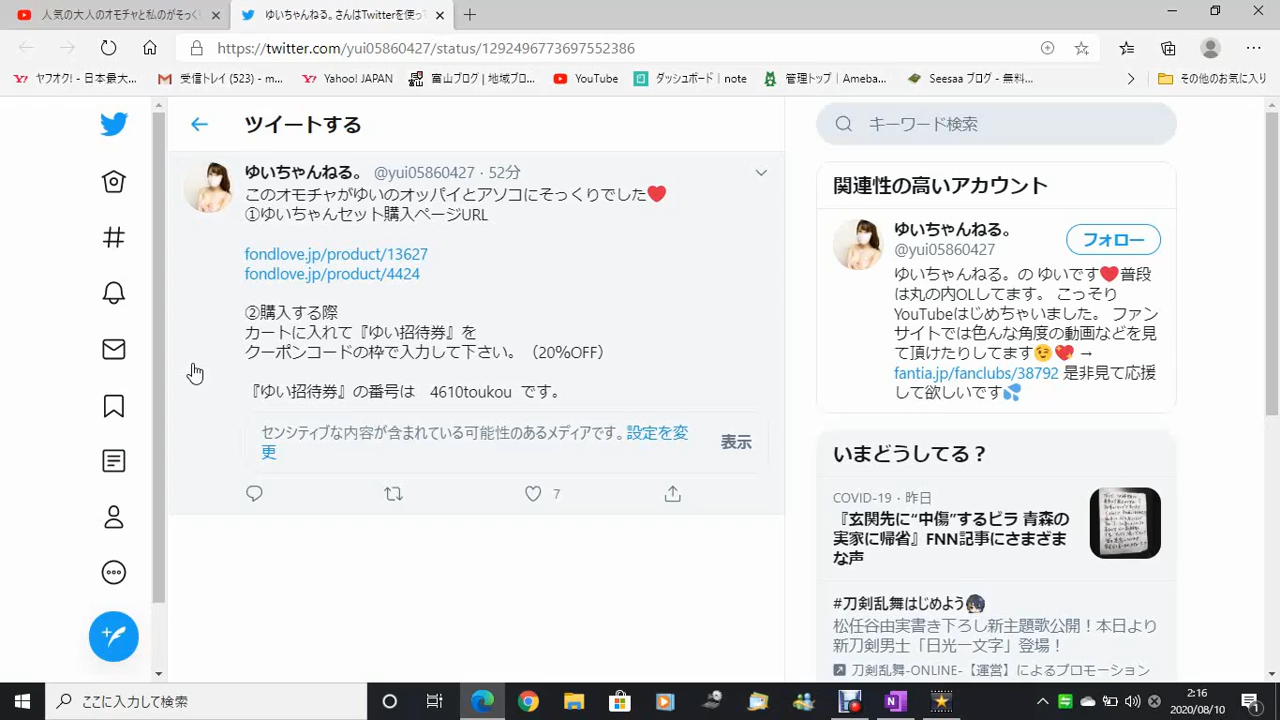 人気の大人のオモチャと私のがそっくり
ゆいちゃんねる。さんはTwitterを使っ
https://twitter.com/yui05860427/status/1292496773697552386
ヤフオク! - 日本最大...
受信トレイ (523) - m...
Yahoo! JAPAN
富山ブログ | 地域ブロ...
YouTube
ダッシュボード | note
管理トップ | Ameba...
Seesaa ブログ - 無料...
その他のお気に入り
ツイートする
ゆいちゃんねる。 @yui05860427 · 52分
このオモチャがゆいのオッパイとアソコにそっくりでした❤
①ゆいちゃんセット購入ページURL
fondlove.jp/product/13627
fondlove.jp/product/4424
②購入する際
カートに入れて『ゆい招待券』を
クーポンコードの枠で入力して下さい。（20%OFF）
『ゆい招待券』の番号は 4610toukou です。
センシティブな内容が含まれている可能性のあるメディアです。設定を変
更
表示
7
キーワード検索
関連性の高いアカウント
ゆいちゃんねる。
@yui05860427
フォロー
ゆいちゃんねる。の ゆいです❤普段
は丸の内OLしてます。 こっそり
YouTubeはじめちゃいました。 ファン
サイトでは色んな角度の動画などを見
て頂けたりしてます😉💖 →
fantia.jp/fanclubs/38792 是非見て応援
して欲しいです💦
いまどうしてる？
COVID-19 · 昨日
『玄関先に“中傷”するビラ 青森の
実家に帰省』FNN記事にさまざま
な声
#刀剣乱舞はじめよう
松任谷由実書き下ろし新主題歌公開！本日より
新刀剣男士「日光一文字」登場！
刀剣乱舞-ONLINE-【運営】によるプロモーション
ここに入力して検索
2:16
2020/08/10
1